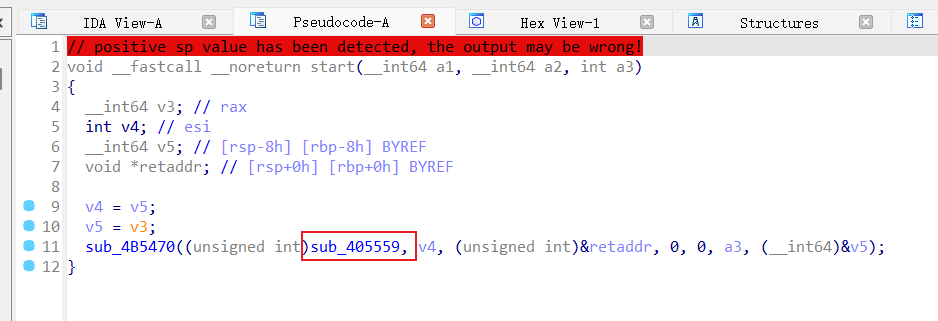 IDA View-A
Pseudocode-A
Hex View-1
Structures
1 // positive sp value has been detected, the output may be wrong!
2 void __fastcall __noreturn start(__int64 a1, __int64 a2, int a3)
3 {
4 __int64 v3; // rax
5 int v4; // esi
6 __int64 v5; // [rsp-8h] [rbp-8h] BYREF
7 void *retaddr; // [rsp+0h] [rbp+0h] BYREF
8
9 v4 = v5;
10 v5 = v3;
11 sub_4B5470((unsigned int)sub_405559, v4, (unsigned int)&retaddr, 0, 0, a3, (__int64)&v5);
12 }